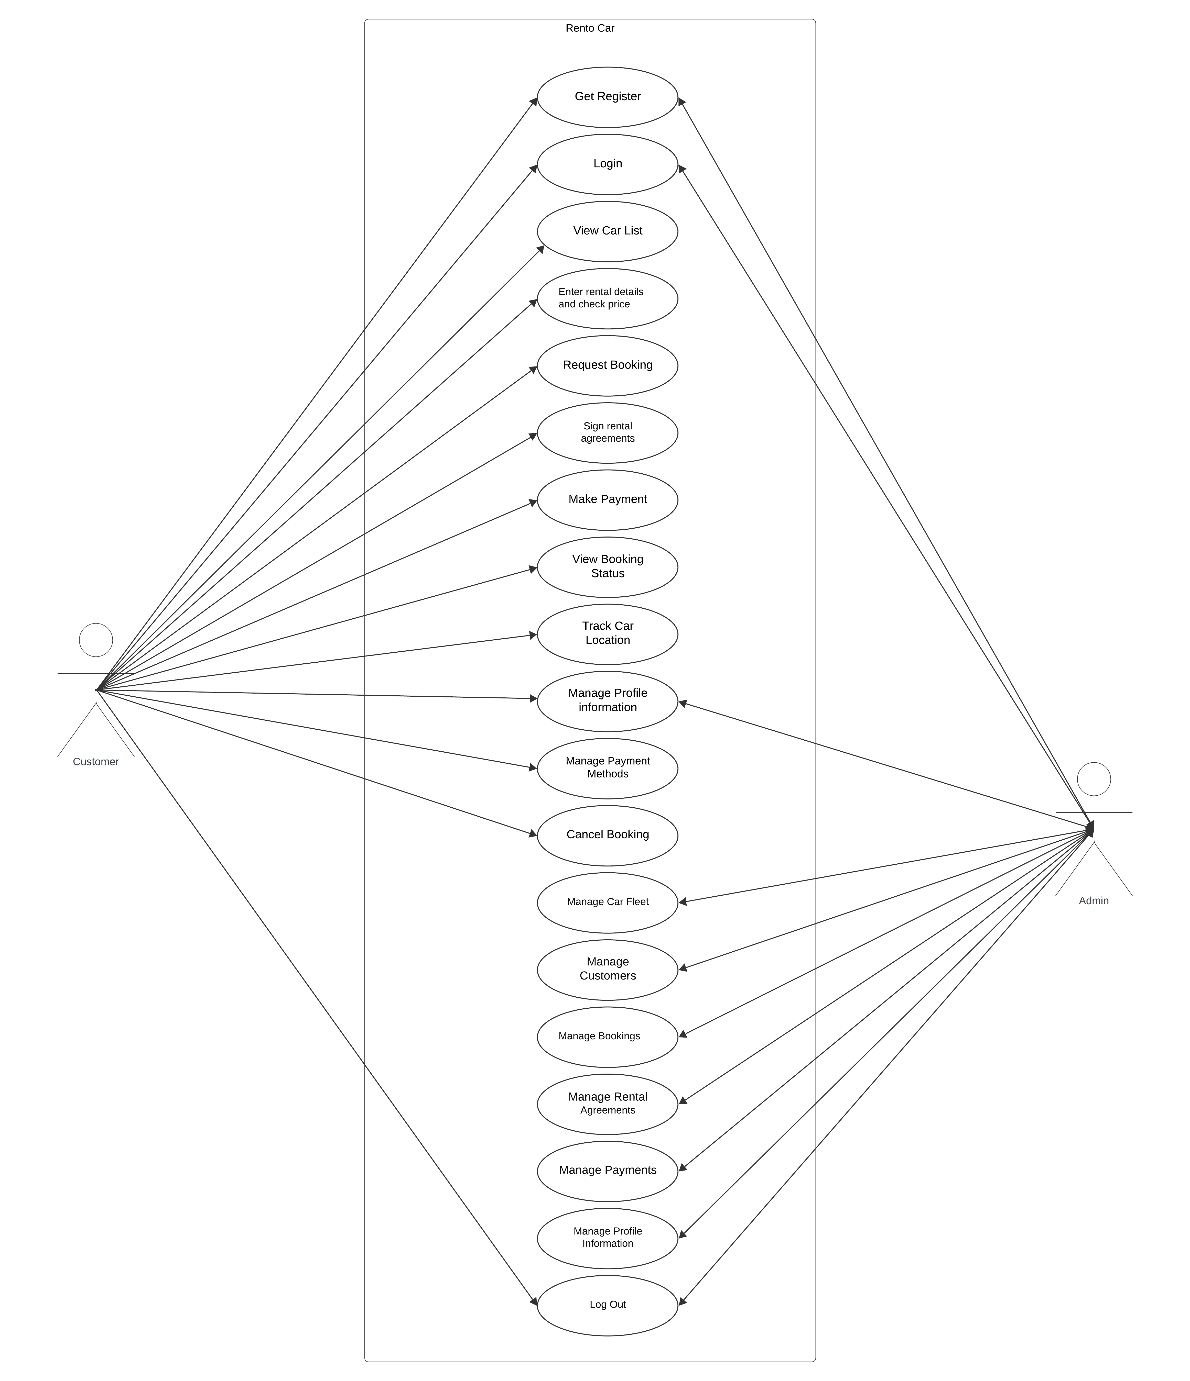 Rento Car
Get Register
Login
View Car List
Enter rental details
and check price
Request Booking
Sign rental
agreements
Make Payment
View Booking
Status
Track Car
Location
Manage Profile
information
Customer
Manage Payment
Methods
Cancel Booking
Manage Car Fleet
Admin
Manage
Customers
Manage Bookings
Manage Rental
Agreements
Manage Payments
Manage Profile
Information
Log Out